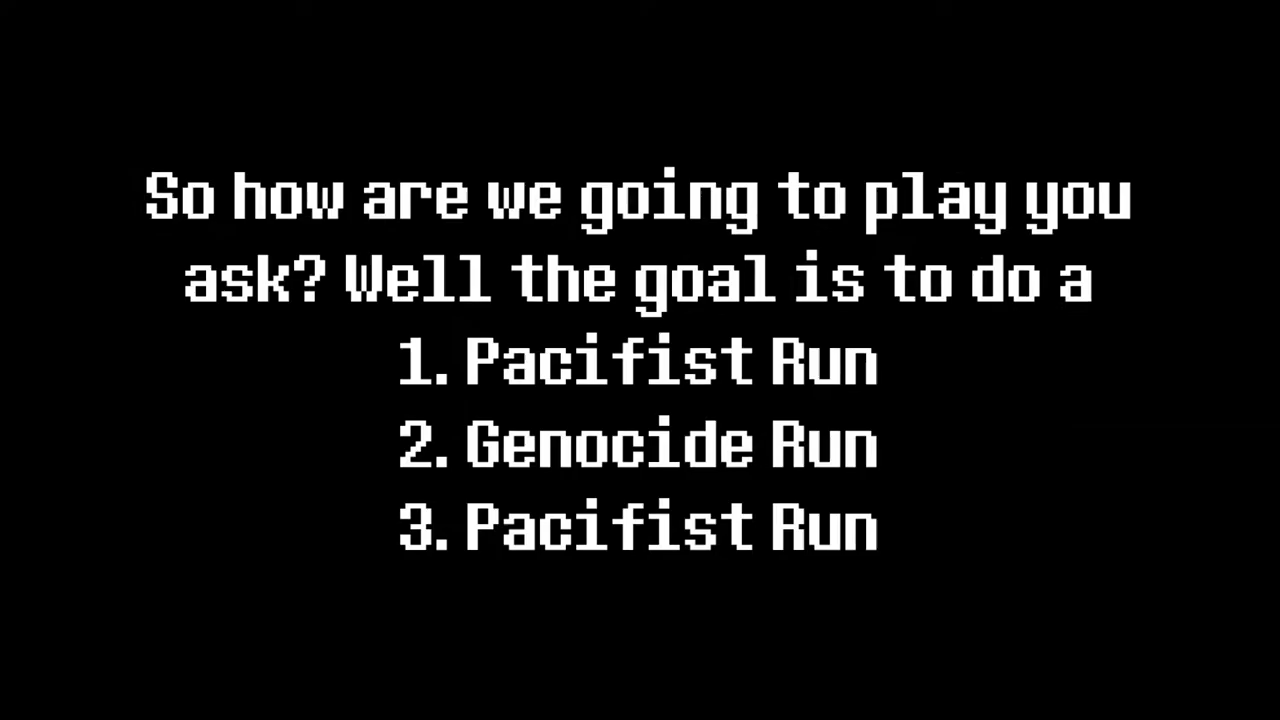 So how are we going to play you
ask? Well the goal is to do a
1. Pacifist Run
2. Genocide Run
3. Pacifist Run